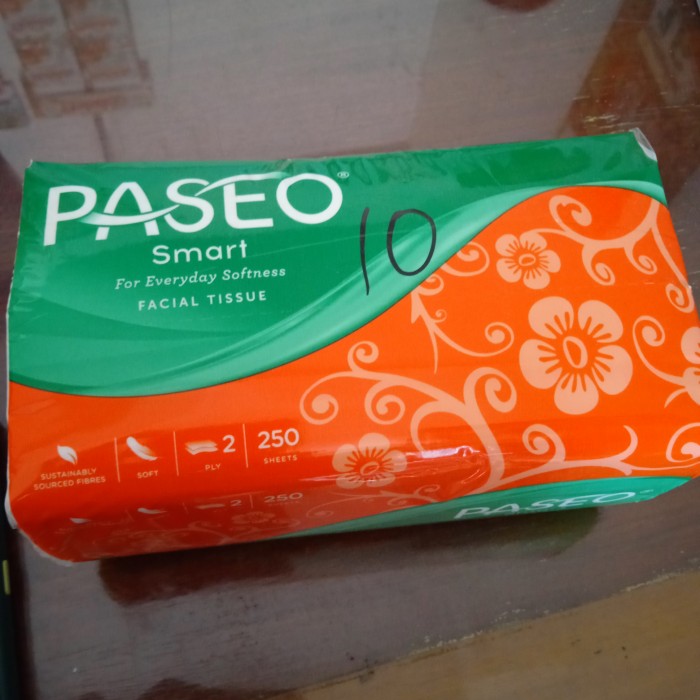 PASEO®
Smart
For Everyday Softness
FACIAL TISSUE
10
SUSTAINABLY
SOURCED FIBRES
SOFT
2
PLY
250
SHEETS
2
250
PASEO